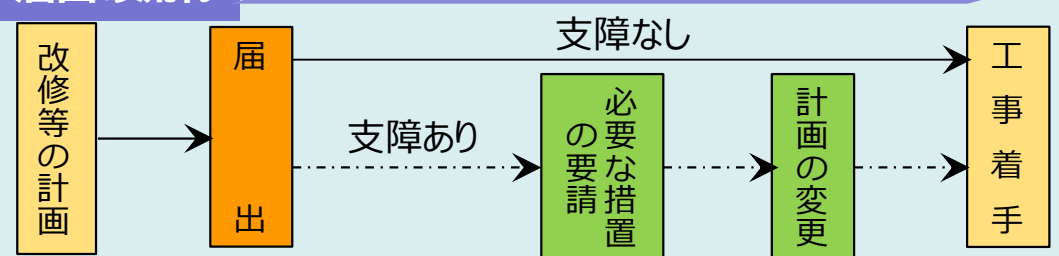 改修等の計画
届出
支障なし
支障あり
必要な措置
の要請
計画の変更
工事着手